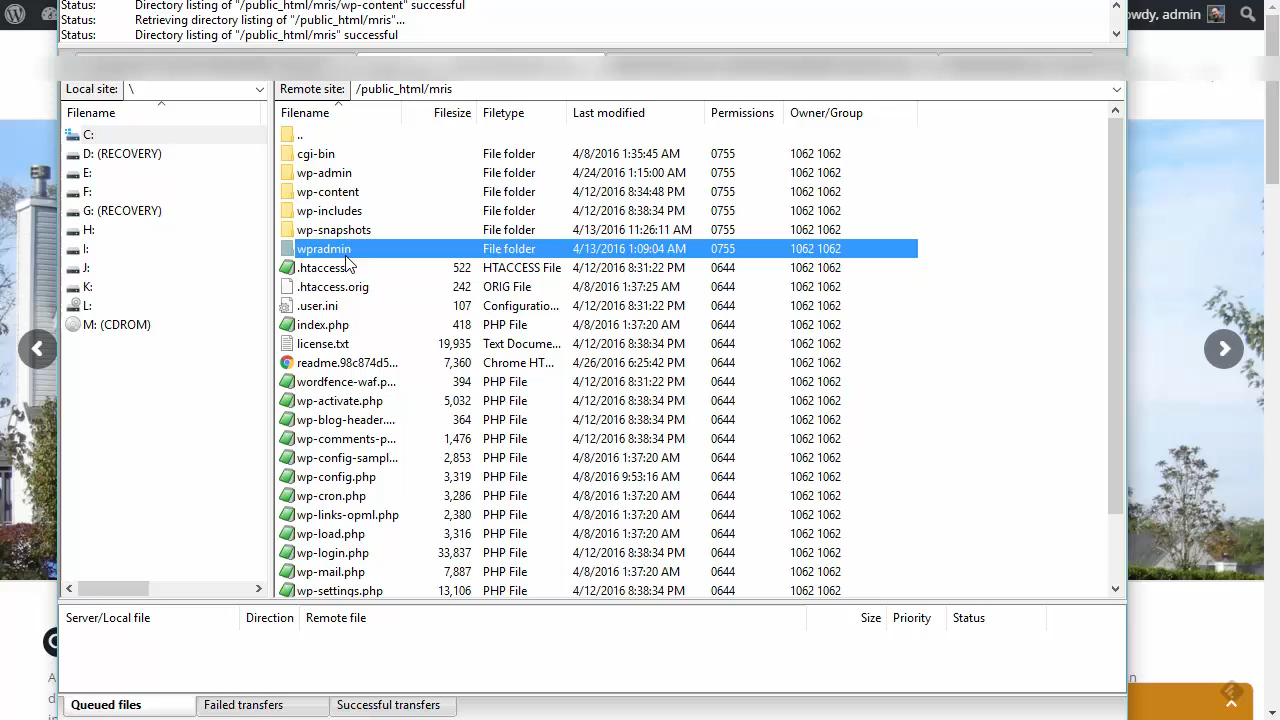 Status: Directory listing of "/public_html/mris/wp-content" successful
Status: Retrieving directory listing of "/public_html/mris"...
Status: Directory listing of "/public_html/mris" successful
owdy, admin
Local site: \
Remote site: /public_html/mris
Filename
Filename Filesize Filetype Last modified Permissions Owner/Group
C:
D: (RECOVERY)
E:
F:
G: (RECOVERY)
H:
I:
J:
K:
L:
M: (CDROM)
..
cgi-bin File folder 4/8/2016 1:35:45 AM 0755 1062 1062
wp-admin File folder 4/24/2016 1:15:00 AM 0755 1062 1062
wp-content File folder 4/12/2016 8:34:48 PM 0755 1062 1062
wp-includes File folder 4/12/2016 8:39:34 PM 0755 1062 1062
wp-snapshots File folder 4/13/2016 11:26:11 AM 0755 1062 1062
wpradmin File folder 4/13/2016 1:09:04 AM 0755 1062 1062
.htaccess 522 HTACCESS File 4/12/2016 8:31:22 PM 0644 1062 1062
.htaccess.orig 242 ORIG File 4/8/2016 1:37:23 AM 0644 1062 1062
.user.ini 107 Configuratio... 4/12/2016 8:31:22 PM 0644 1062 1062
index.php 418 PHP File 4/8/2016 1:37:20 AM 0644 1062 1062
license.txt 19,935 Text Docume... 4/12/2016 8:38:34 PM 0644 1062 1062
readme.98c874d5... 7,360 Chrome HT... 4/26/2016 6:25:42 PM 0644 1062 1062
wordfence-waf.p... 394 PHP File 4/12/2016 8:31:22 PM 0644 1062 1062
wp-activate.php 5,032 PHP File 4/12/2016 8:38:34 PM 0644 1062 1062
wp-blog-header.... 364 PHP File 4/12/2016 8:38:34 PM 0644 1062 1062
wp-comments-p... 1,476 PHP File 4/12/2016 8:38:34 PM 0644 1062 1062
wp-config-sampl... 2,853 PHP File 4/8/2016 1:37:20 AM 0644 1062 1062
wp-config.php 3,319 PHP File 4/8/2016 9:53:16 AM 0644 1062 1062
wp-cron.php 3,286 PHP File 4/8/2016 1:37:20 AM 0644 1062 1062
wp-links-opml.php 2,380 PHP File 4/8/2016 1:37:20 AM 0644 1062 1062
wp-load.php 3,316 PHP File 4/8/2016 1:37:20 AM 0644 1062 1062
wp-login.php 33,837 PHP File 4/12/2016 8:38:34 PM 0644 1062 1062
wp-mail.php 7,887 PHP File 4/8/2016 1:37:20 AM 0644 1062 1062
wp-settings.php 13,106 PHP File 4/12/2016 8:38:34 PM 0644 1062 1062
Server/Local file Direction Remote file Size Priority Status
Queued files Failed transfers Successful transfers